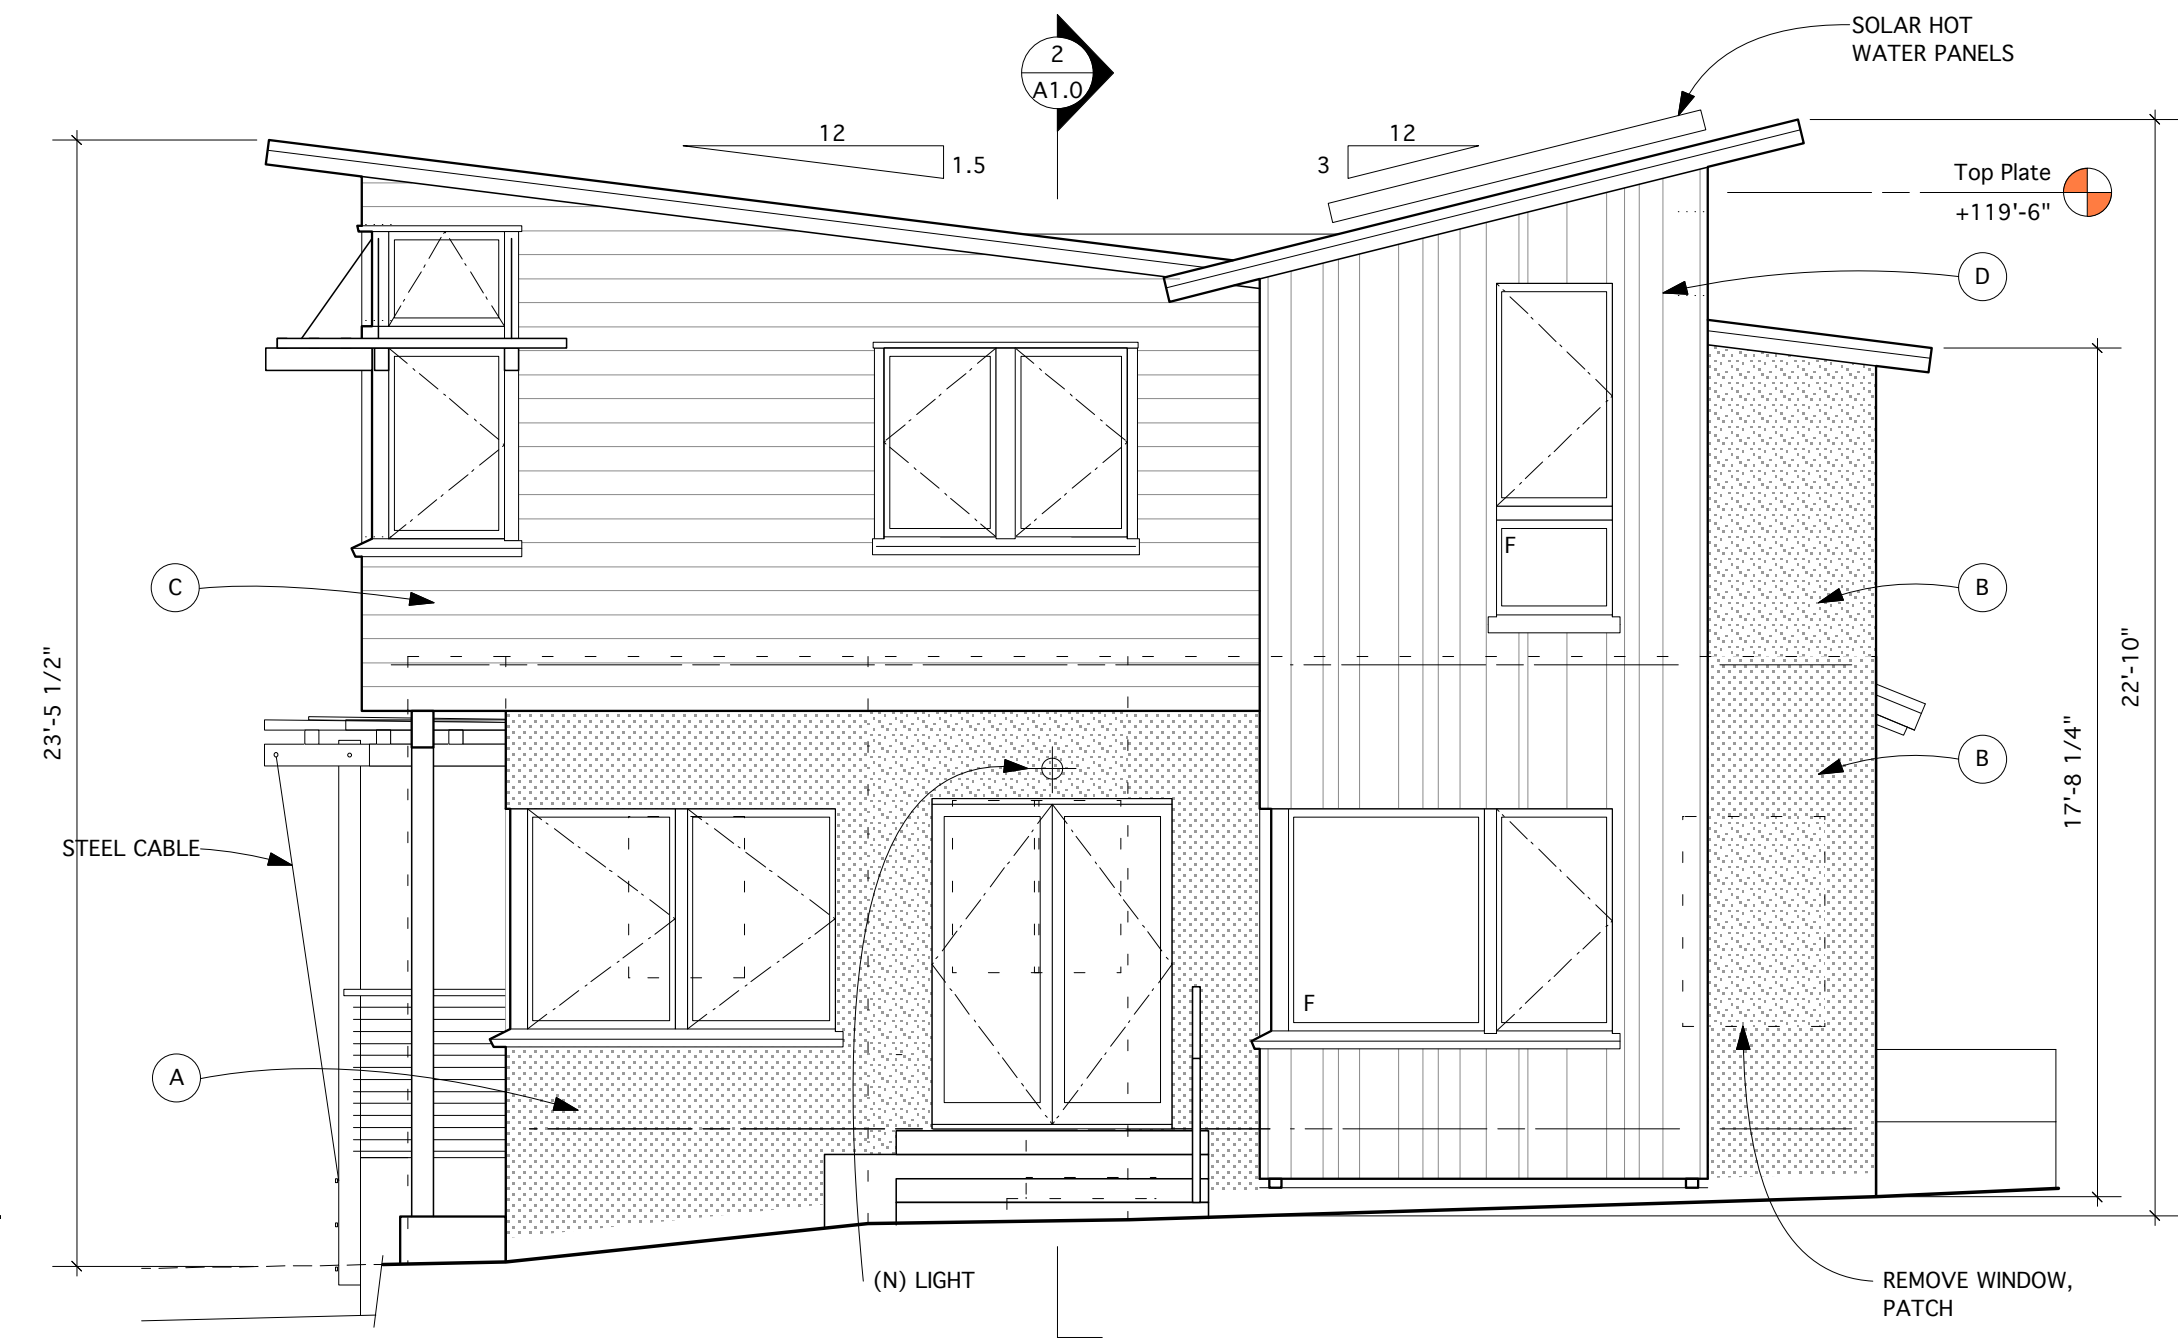 SOLAR HOT
WATER PANELS
2
A1.0
12
1.5
12
3
Top Plate
+119'-6"
D
F
C
B
23'-5 1/2"
22'-10"
17'-8 1/4"
B
STEEL CABLE
F
A
(N) LIGHT
REMOVE WINDOW,
PATCH